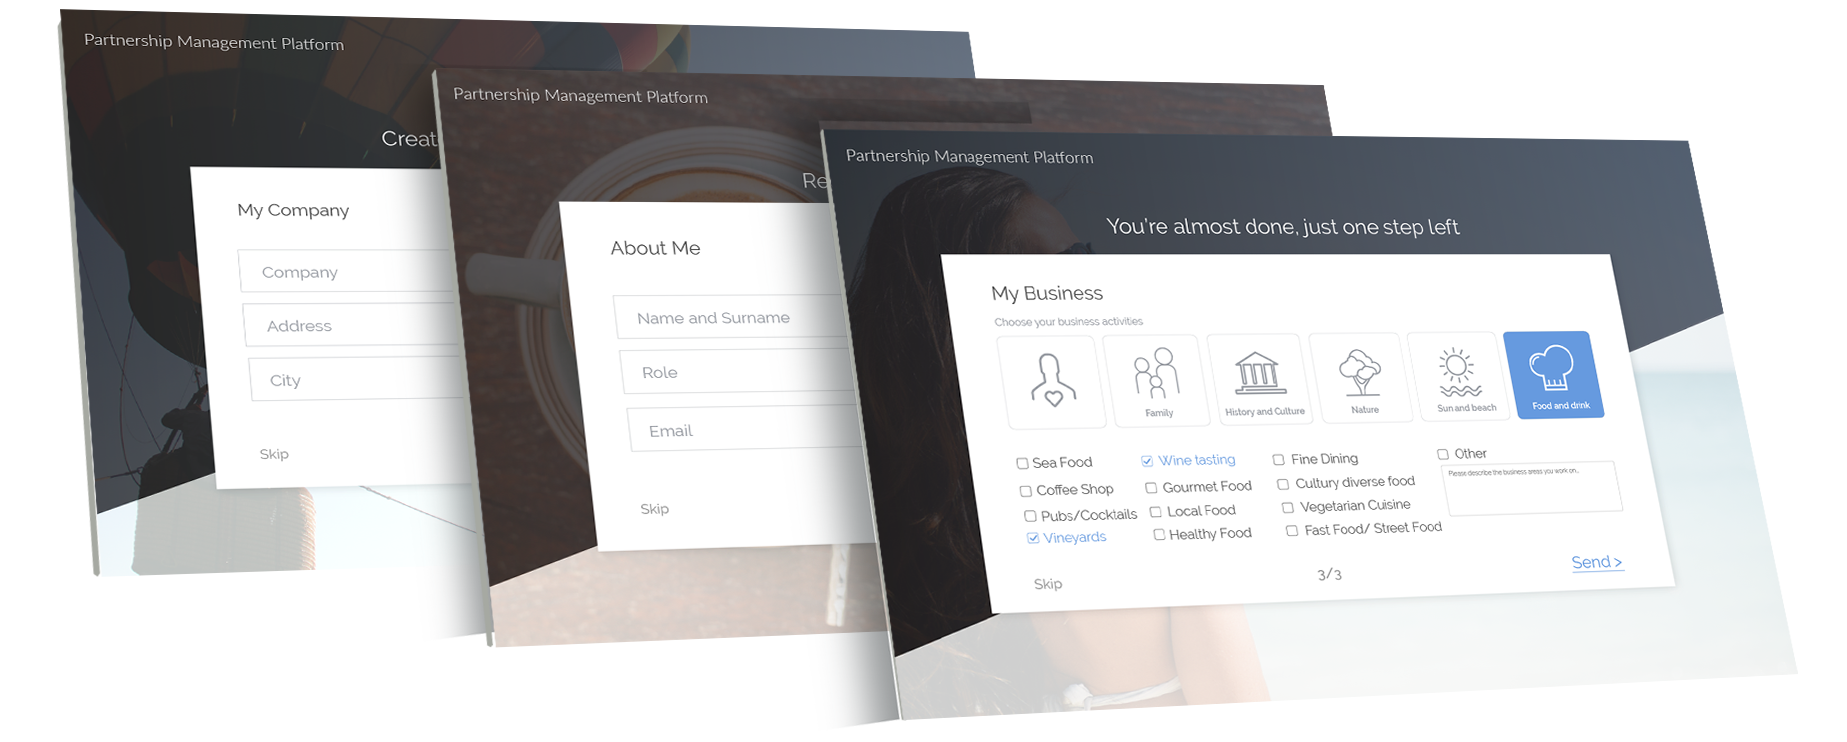 Partnership Management Platform
Creat
My Company
Company
Address
City
Skip
Partnership Management Platform
Re
About Me
Name and Surname
Role
Email
Skip
Partnership Management Platform
You're almost done, just one step left
My Business
Choose your business activities
Family
History and Culture
Nature
Sun and beach
Food and drink
Sea Food
Coffee Shop
Pubs/Cocktails
Vineyards
Wine tasting
Gourmet Food
Local Food
Healthy Food
Fine Dining
Cultury diverse food
Vegetarian Cuisine
Fast Food/ Street Food
Other
Please describe the business areas you work on...
Skip
3/3
Send >